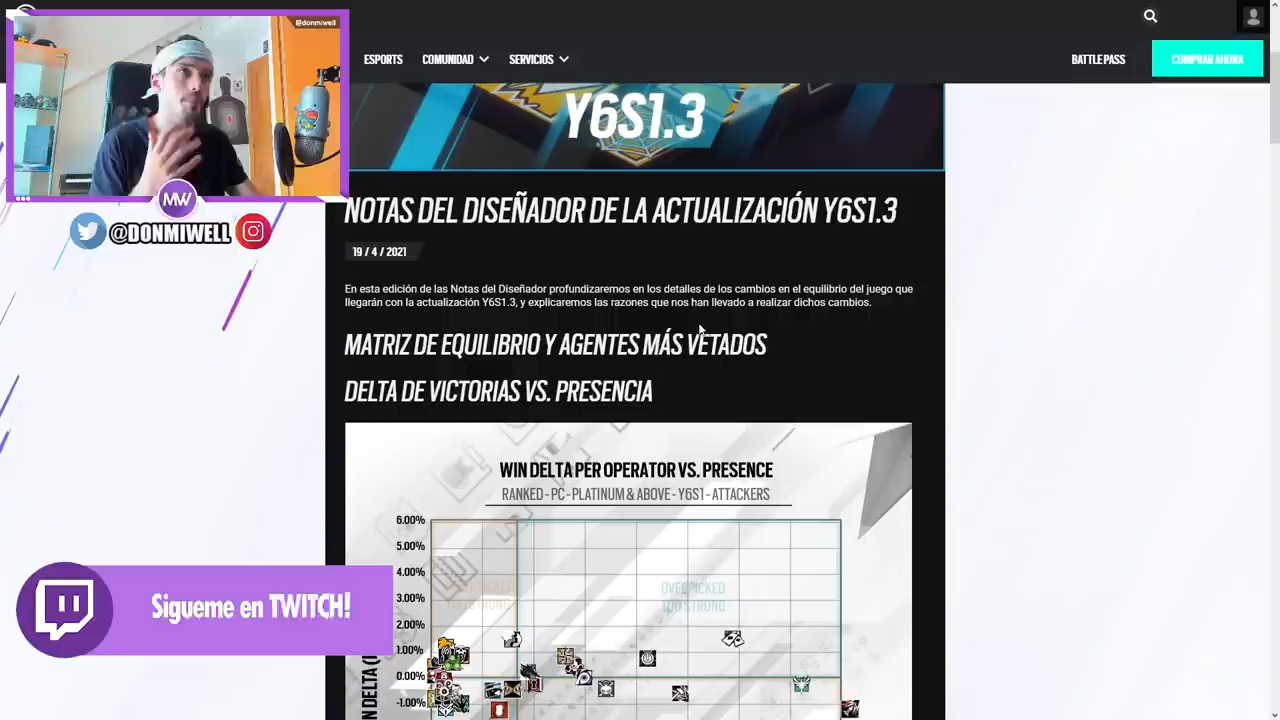 @donmiwell
ESPORTS
COMUNIDAD
SERVICIOS
BATTLE PASS
COMPRAR AHORA
MW
@DONMIWELL
Y6S1.3
NOTAS DEL DISEÑADOR DE LA ACTUALIZACIÓN Y6S1.3
19 / 4 / 2021
En esta edición de las Notas del Diseñador profundizaremos en los detalles de los cambios en el equilibrio del juego que
llegarán con la actualización Y6S1.3, y explicaremos las razones que nos han llevado a realizar dichos cambios.
MATRIZ DE EQUILIBRIO Y AGENTES MÁS VETADOS
DELTA DE VICTORIAS VS. PRESENCIA
WIN DELTA PER OPERATOR VS. PRESENCE
RANKED - PC - PLATINUM & ABOVE - Y6S1 - ATTACKERS
6.00%
5.00%
4.00%
3.00%
2.00%
1.00%
0.00%
-1.00%
OVERPICKED
TOO STRONG
Sigueme en TWITCH!